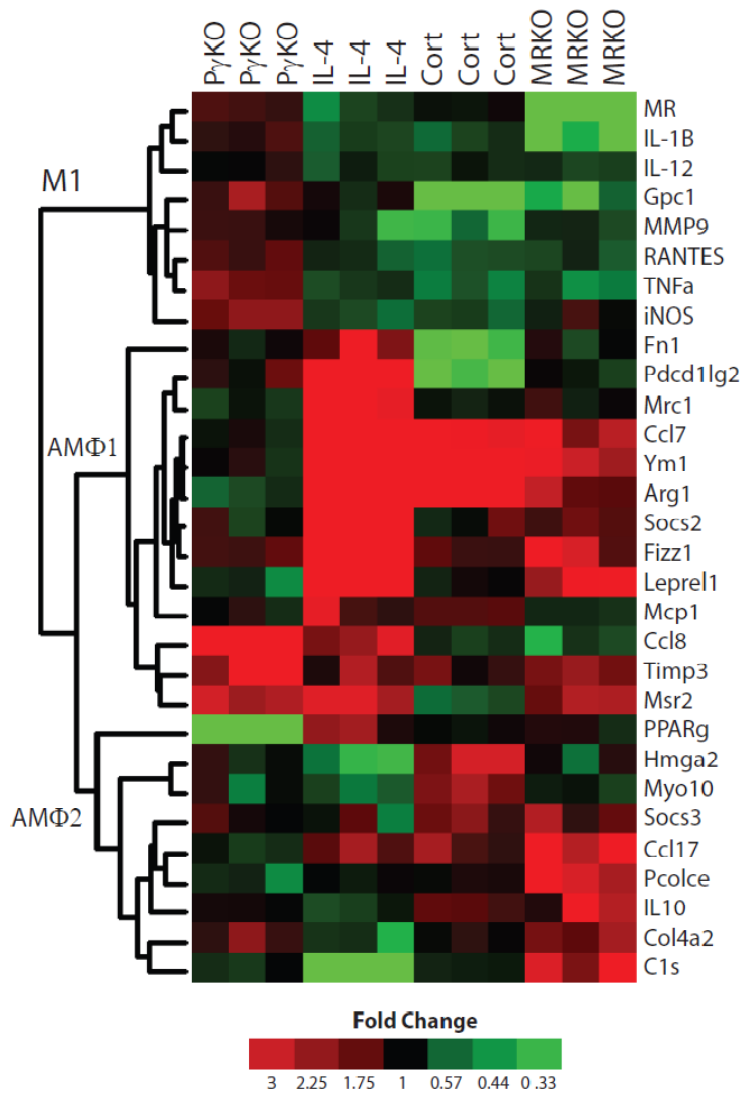 PγKO PγKO PγKO IL-4 IL-4 IL-4 Cort Cort Cort MRKO MRKO MRKO
MR
IL-1B
M1
IL-12
Gpc1
MMP9
RANTES
TNFa
iNOS
Fn1
Pdcd1lg2
Mrc1
AMΦ1
Ccl7
Ym1
Arg1
Socs2
Fizz1
Leprel1
Mcp1
Ccl8
Timp3
Msr2
PPARg
Hmga2
Myo10
AMΦ2
Socs3
Ccl17
Pcolce
IL10
Col4a2
C1s
Fold Change
3 2.25 1.75 1 0.57 0.44 0 .33